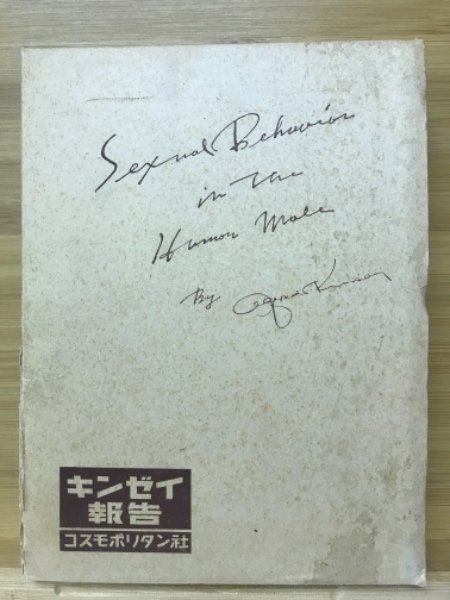 Sexual Behavior
in the
Human Male
By
キンゼイ
報告
コスモポリタン社